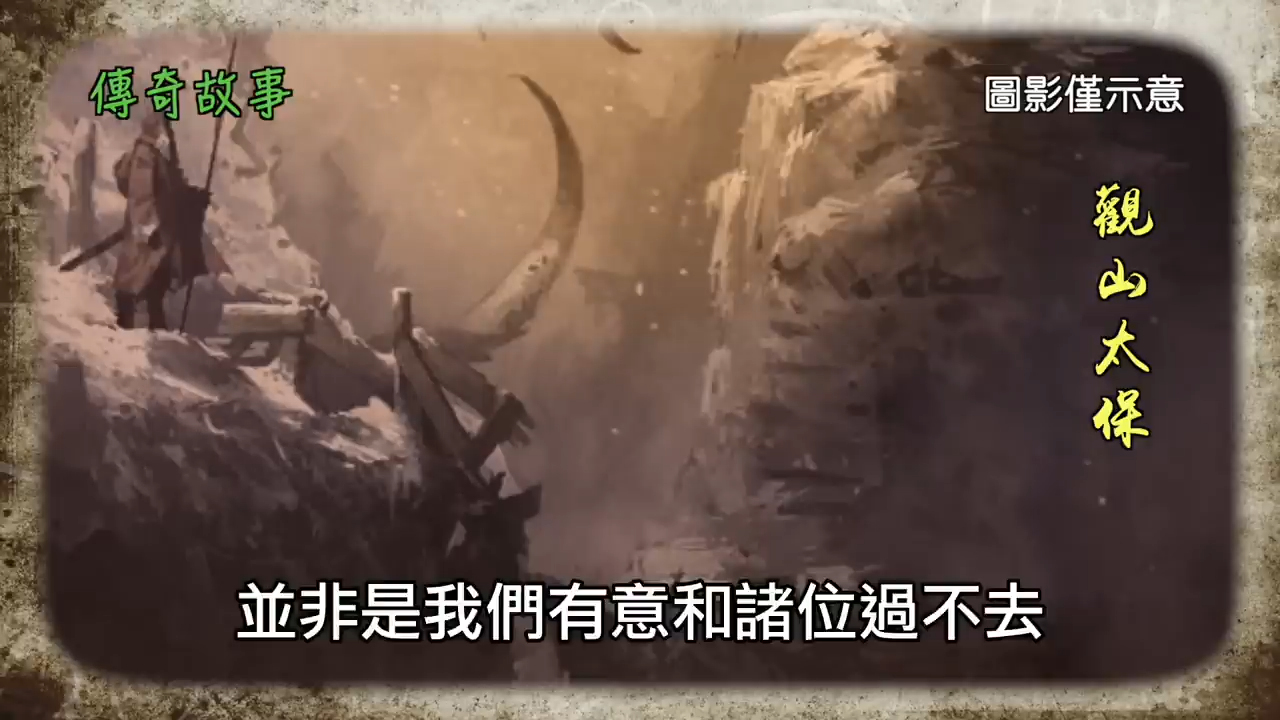 傳奇故事
圖影僅示意
觀山太保
並非是我們有意和諸位過不去